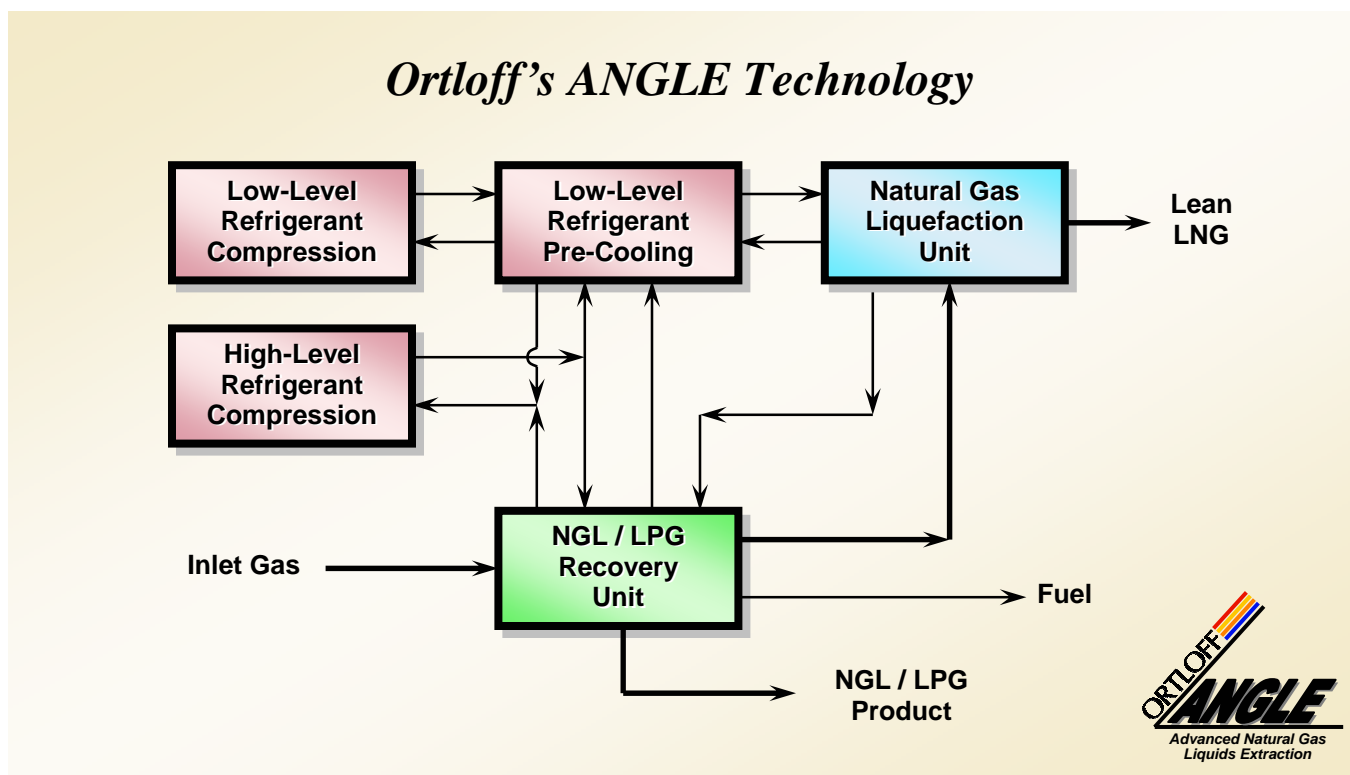 Ortloff's ANGLE Technology
Low-Level
Refrigerant
Compression
Low-Level
Refrigerant
Pre-Cooling
Natural Gas
Liquefaction
Unit
Lean
LNG
High-Level
Refrigerant
Compression
Inlet Gas
NGL / LPG
Recovery
Unit
Fuel
NGL / LPG
Product
ORTLOFF
ANGLE
Advanced Natural Gas
Liquids Extraction